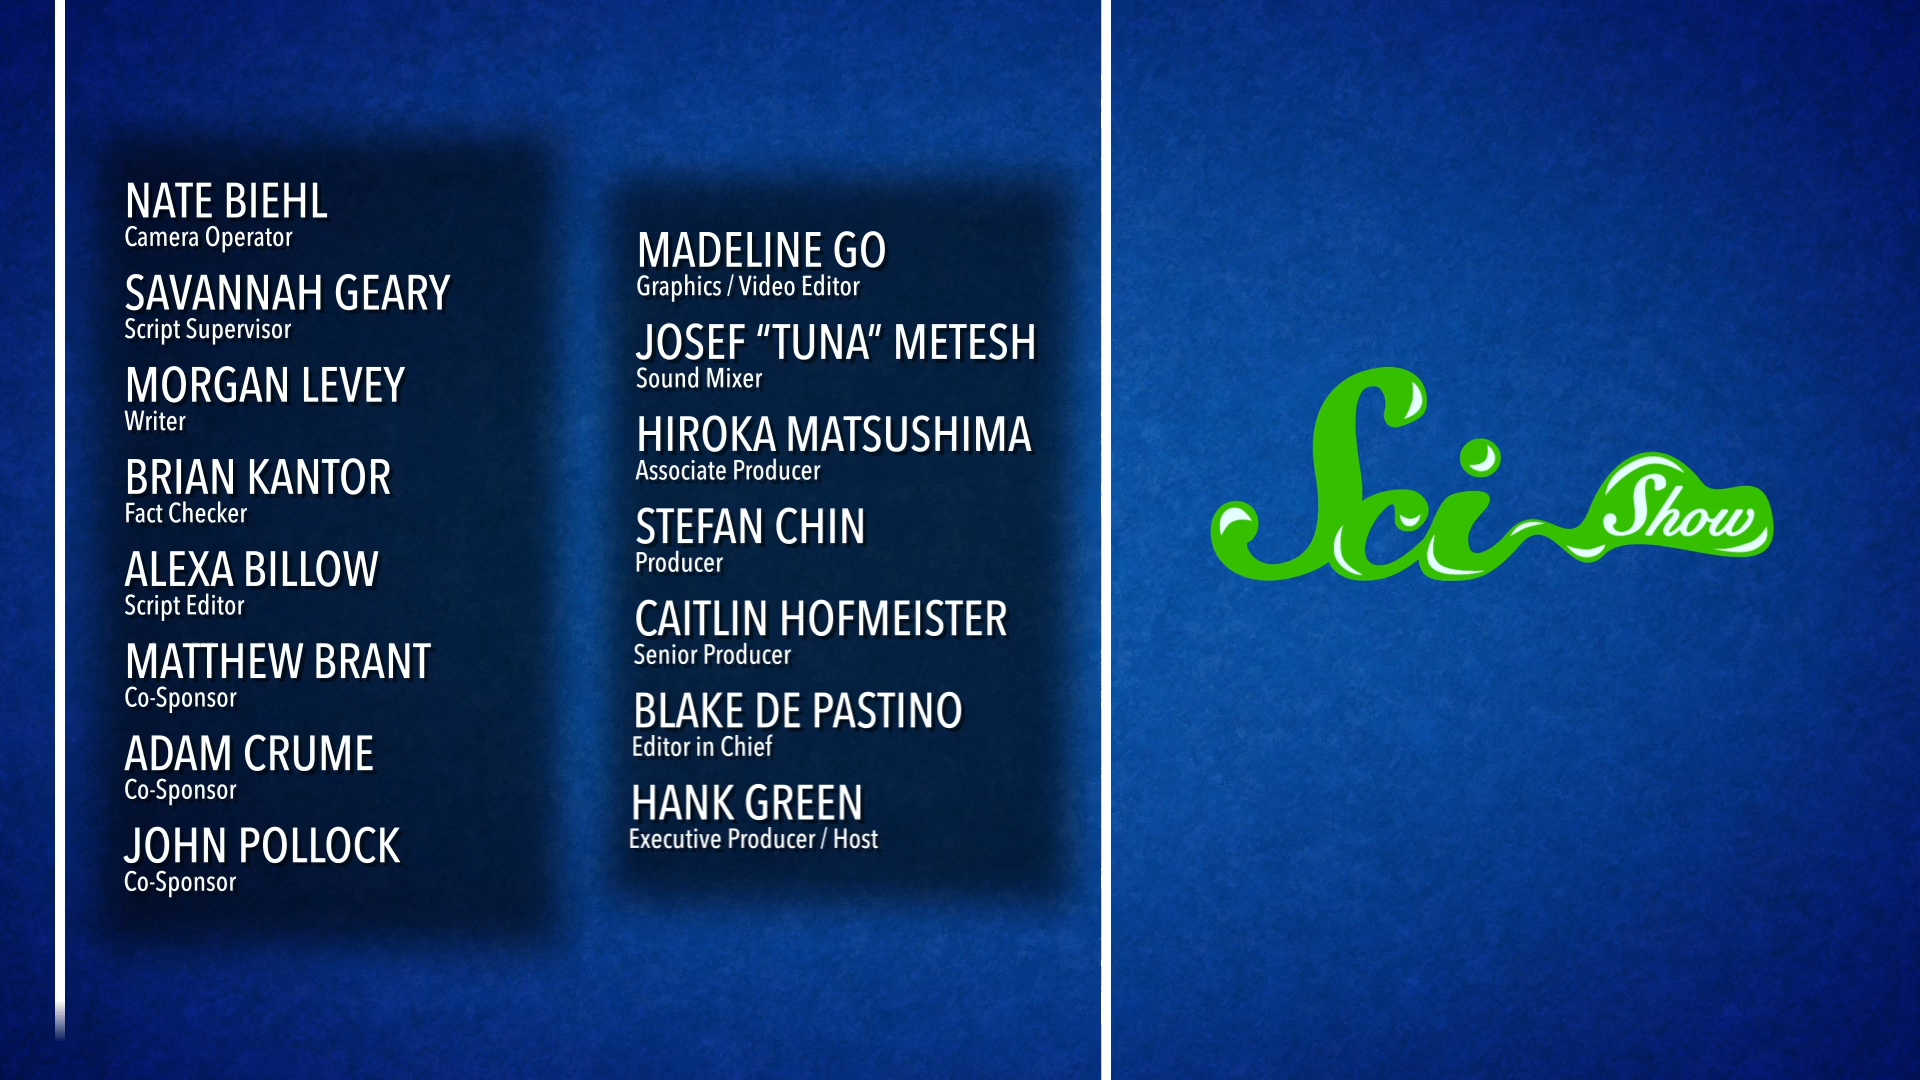 NATE BIEHL
Camera Operator
SAVANNAH GEARY
Script Supervisor
MORGAN LEVEY
Writer
BRIAN KANTOR
Fact Checker
ALEXA BILLOW
Script Editor
MATTHEW BRANT
Co-Sponsor
ADAM CRUME
Co-Sponsor
JOHN POLLOCK
Co-Sponsor
MADELINE GO
Graphics / Video Editor
JOSEF “TUNA” METESH
Sound Mixer
HIROKA MATSUSHIMA
Associate Producer
STEFAN CHIN
Producer
CAITLIN HOFMEISTER
Senior Producer
BLAKE DE PASTINO
Editor in Chief
HANK GREEN
Executive Producer / Host
Sci Show